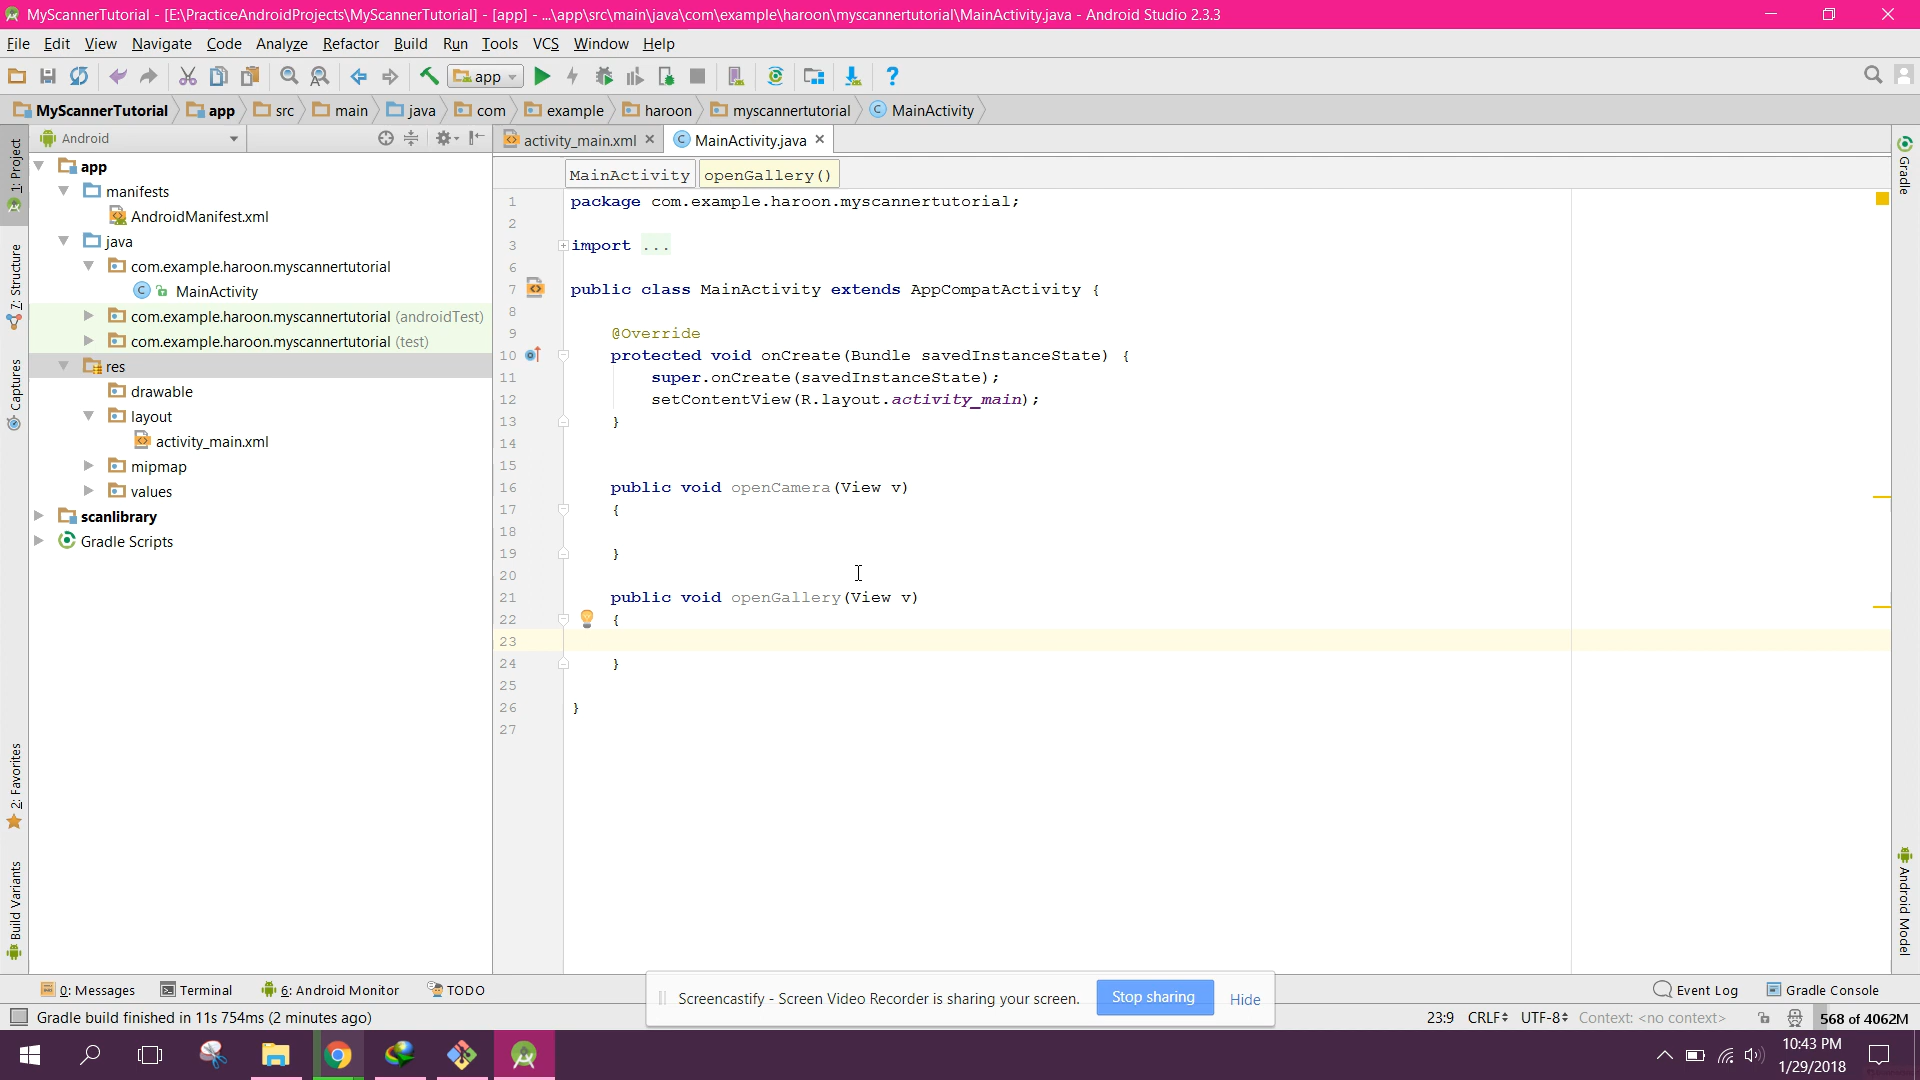 MyScannerTutorial - [E:\PracticeAndroidProjects\MyScannerTutorial] - [app] - ...\app\src\main\java\com\example\haroon\myscannertutorial\MainActivity.java - Android Studio 2.3.3
File Edit View Navigate Code Analyze Refactor Build Run Tools VCS Window Help
app
MyScannerTutorial app src main java com example haroon myscannertutorial MainActivity
Android
activity_main.xml MainActivity.java
MainActivity openGallery()
1: Project
7: Structure
Captures
2: Favorites
Build Variants
app
manifests
AndroidManifest.xml
java
com.example.haroon.myscannertutorial
MainActivity
com.example.haroon.myscannertutorial (androidTest)
com.example.haroon.myscannertutorial (test)
res
drawable
layout
activity_main.xml
mipmap
values
scanlibrary
Gradle Scripts
1 package com.example.haroon.myscannertutorial;
2
3 import ...
6
7 public class MainActivity extends AppCompatActivity {
8
9 @Override
10 protected void onCreate(Bundle savedInstanceState) {
11 super.onCreate(savedInstanceState);
12 setContentView(R.layout.activity_main);
13 }
14
15
16 public void openCamera(View v)
17 {
18
19 }
20
21 public void openGallery(View v)
22 {
23
24 }
25
26 }
27
Gradle
Android Model
0: Messages Terminal 6: Android Monitor TODO
Screencastify - Screen Video Recorder is sharing your screen. Stop sharing Hide
Event Log Gradle Console
Gradle build finished in 11s 754ms (2 minutes ago)
23:9 CRLF UTF-8 Context: <no context> 568 of 4062M
10:43 PM
1/29/2018